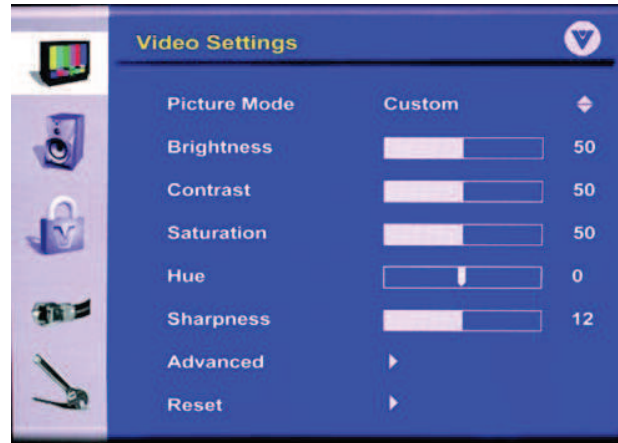 Video Settings
Picture Mode Custom
Brightness 50
Contrast 50
Saturation 50
Hue 0
Sharpness 12
Advanced
Reset